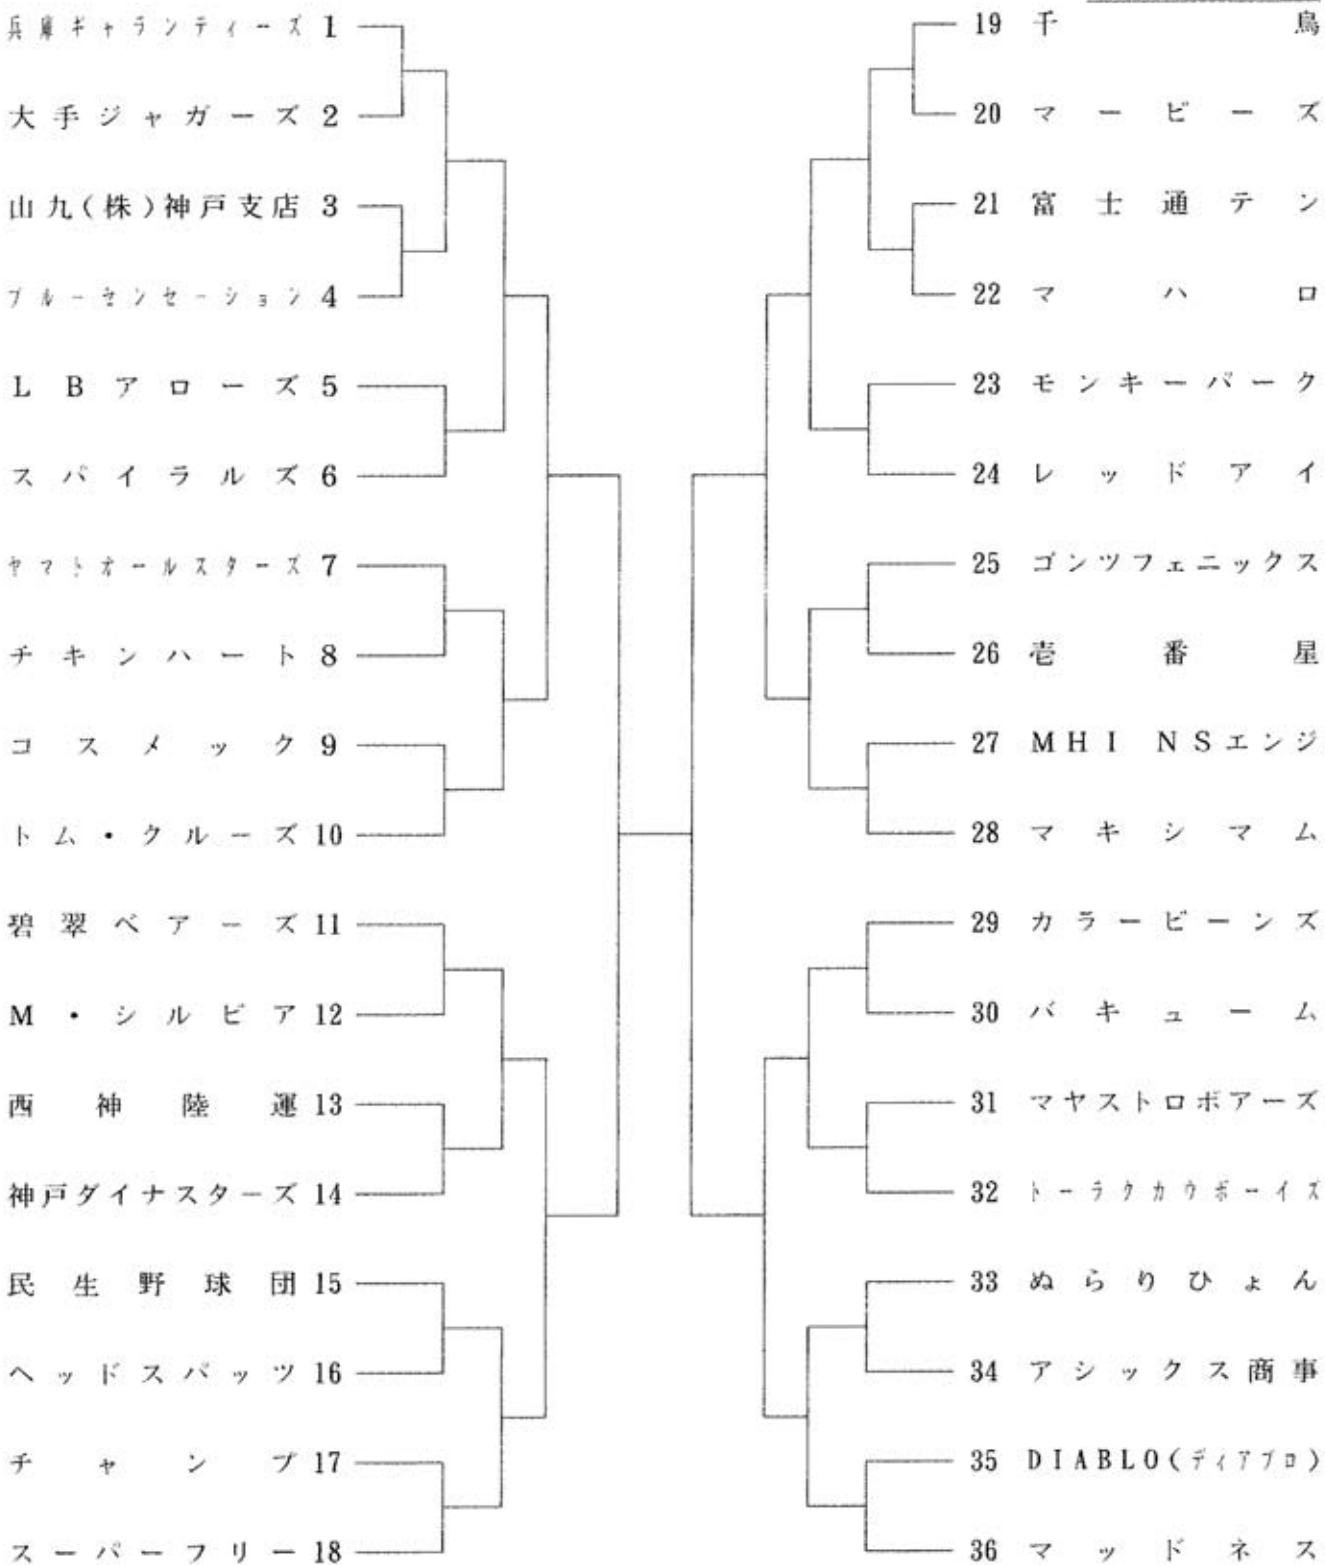 兵庫ギャランティーズ 1
大手ジャガーズ 2
山九(株)神戸支店 3
ブルーセンセーション 4
LBアローズ 5
スパイラルズ 6
ヤマトオールスターズ 7
チキンハート 8
コスメック 9
トム・クルーズ 10
碧翠ベアーズ 11
M・シルビア 12
西神陸運 13
神戸ダイナスターズ 14
民生野球団 15
ヘッドスパッツ 16
チャンプ 17
スーパーフリー 18
19 千鳥
20 マービーズ
21 富士通テン
22 マハロ
23 モンキーパーク
24 レッドアイ
25 ゴンツフェニックス
26 壱番星
27 MHI NSエンジ
28 マキシマム
29 カラービーンズ
30 バキューム
31 マヤストロボアーズ
32 トーラクカウボーイズ
33 ぬらりひょん
34 アシックス商事
35 DIABLO(ディアブロ)
36 マッドネス